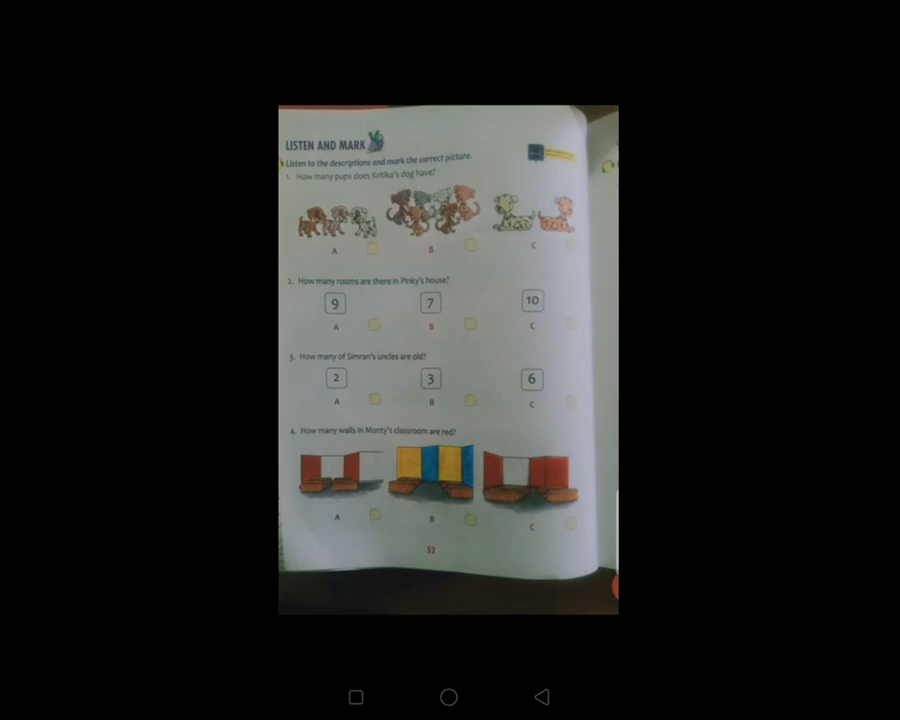 LISTEN AND MARK
Listen to the descriptions and mark the correct picture.
1. How many pups does Kritika's dog have?
A B C
2. How many rooms are there in Pinky's house?
9 7 10
A B C
3. How many of Simran's uncles are old?
2 3 6
A B C
4. How many walls in Monty's classroom are red?
A B C
52